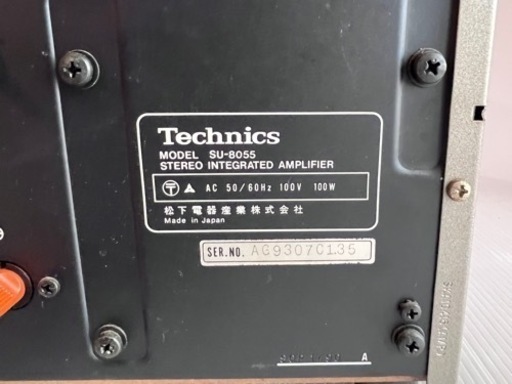 Technics
MODEL SU-8055
STEREO INTEGRATED AMPLIFIER
AC 50/60Hz 100V 100W
松下電器産業株式会社
Made in Japan
SER.NO. AG9307C135
A